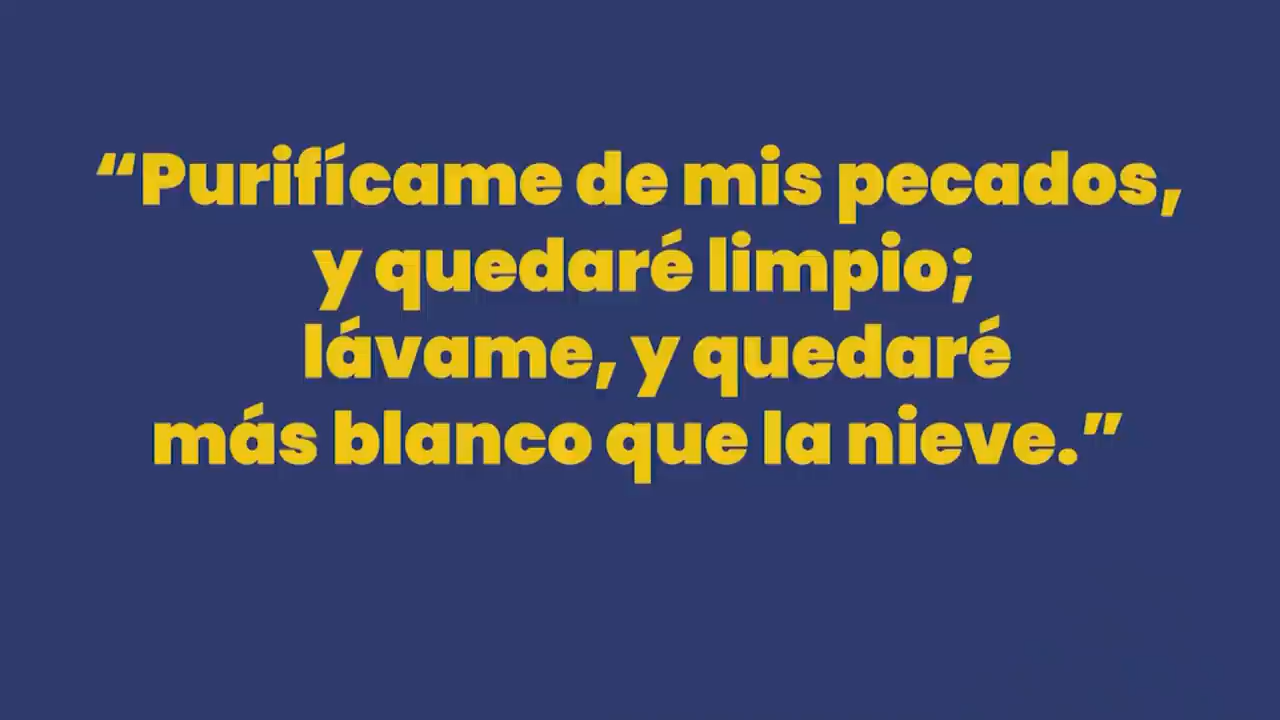 “Purifícame de mis pecados,
y quedaré limpio;
lávame, y quedaré
más blanco que la nieve.”